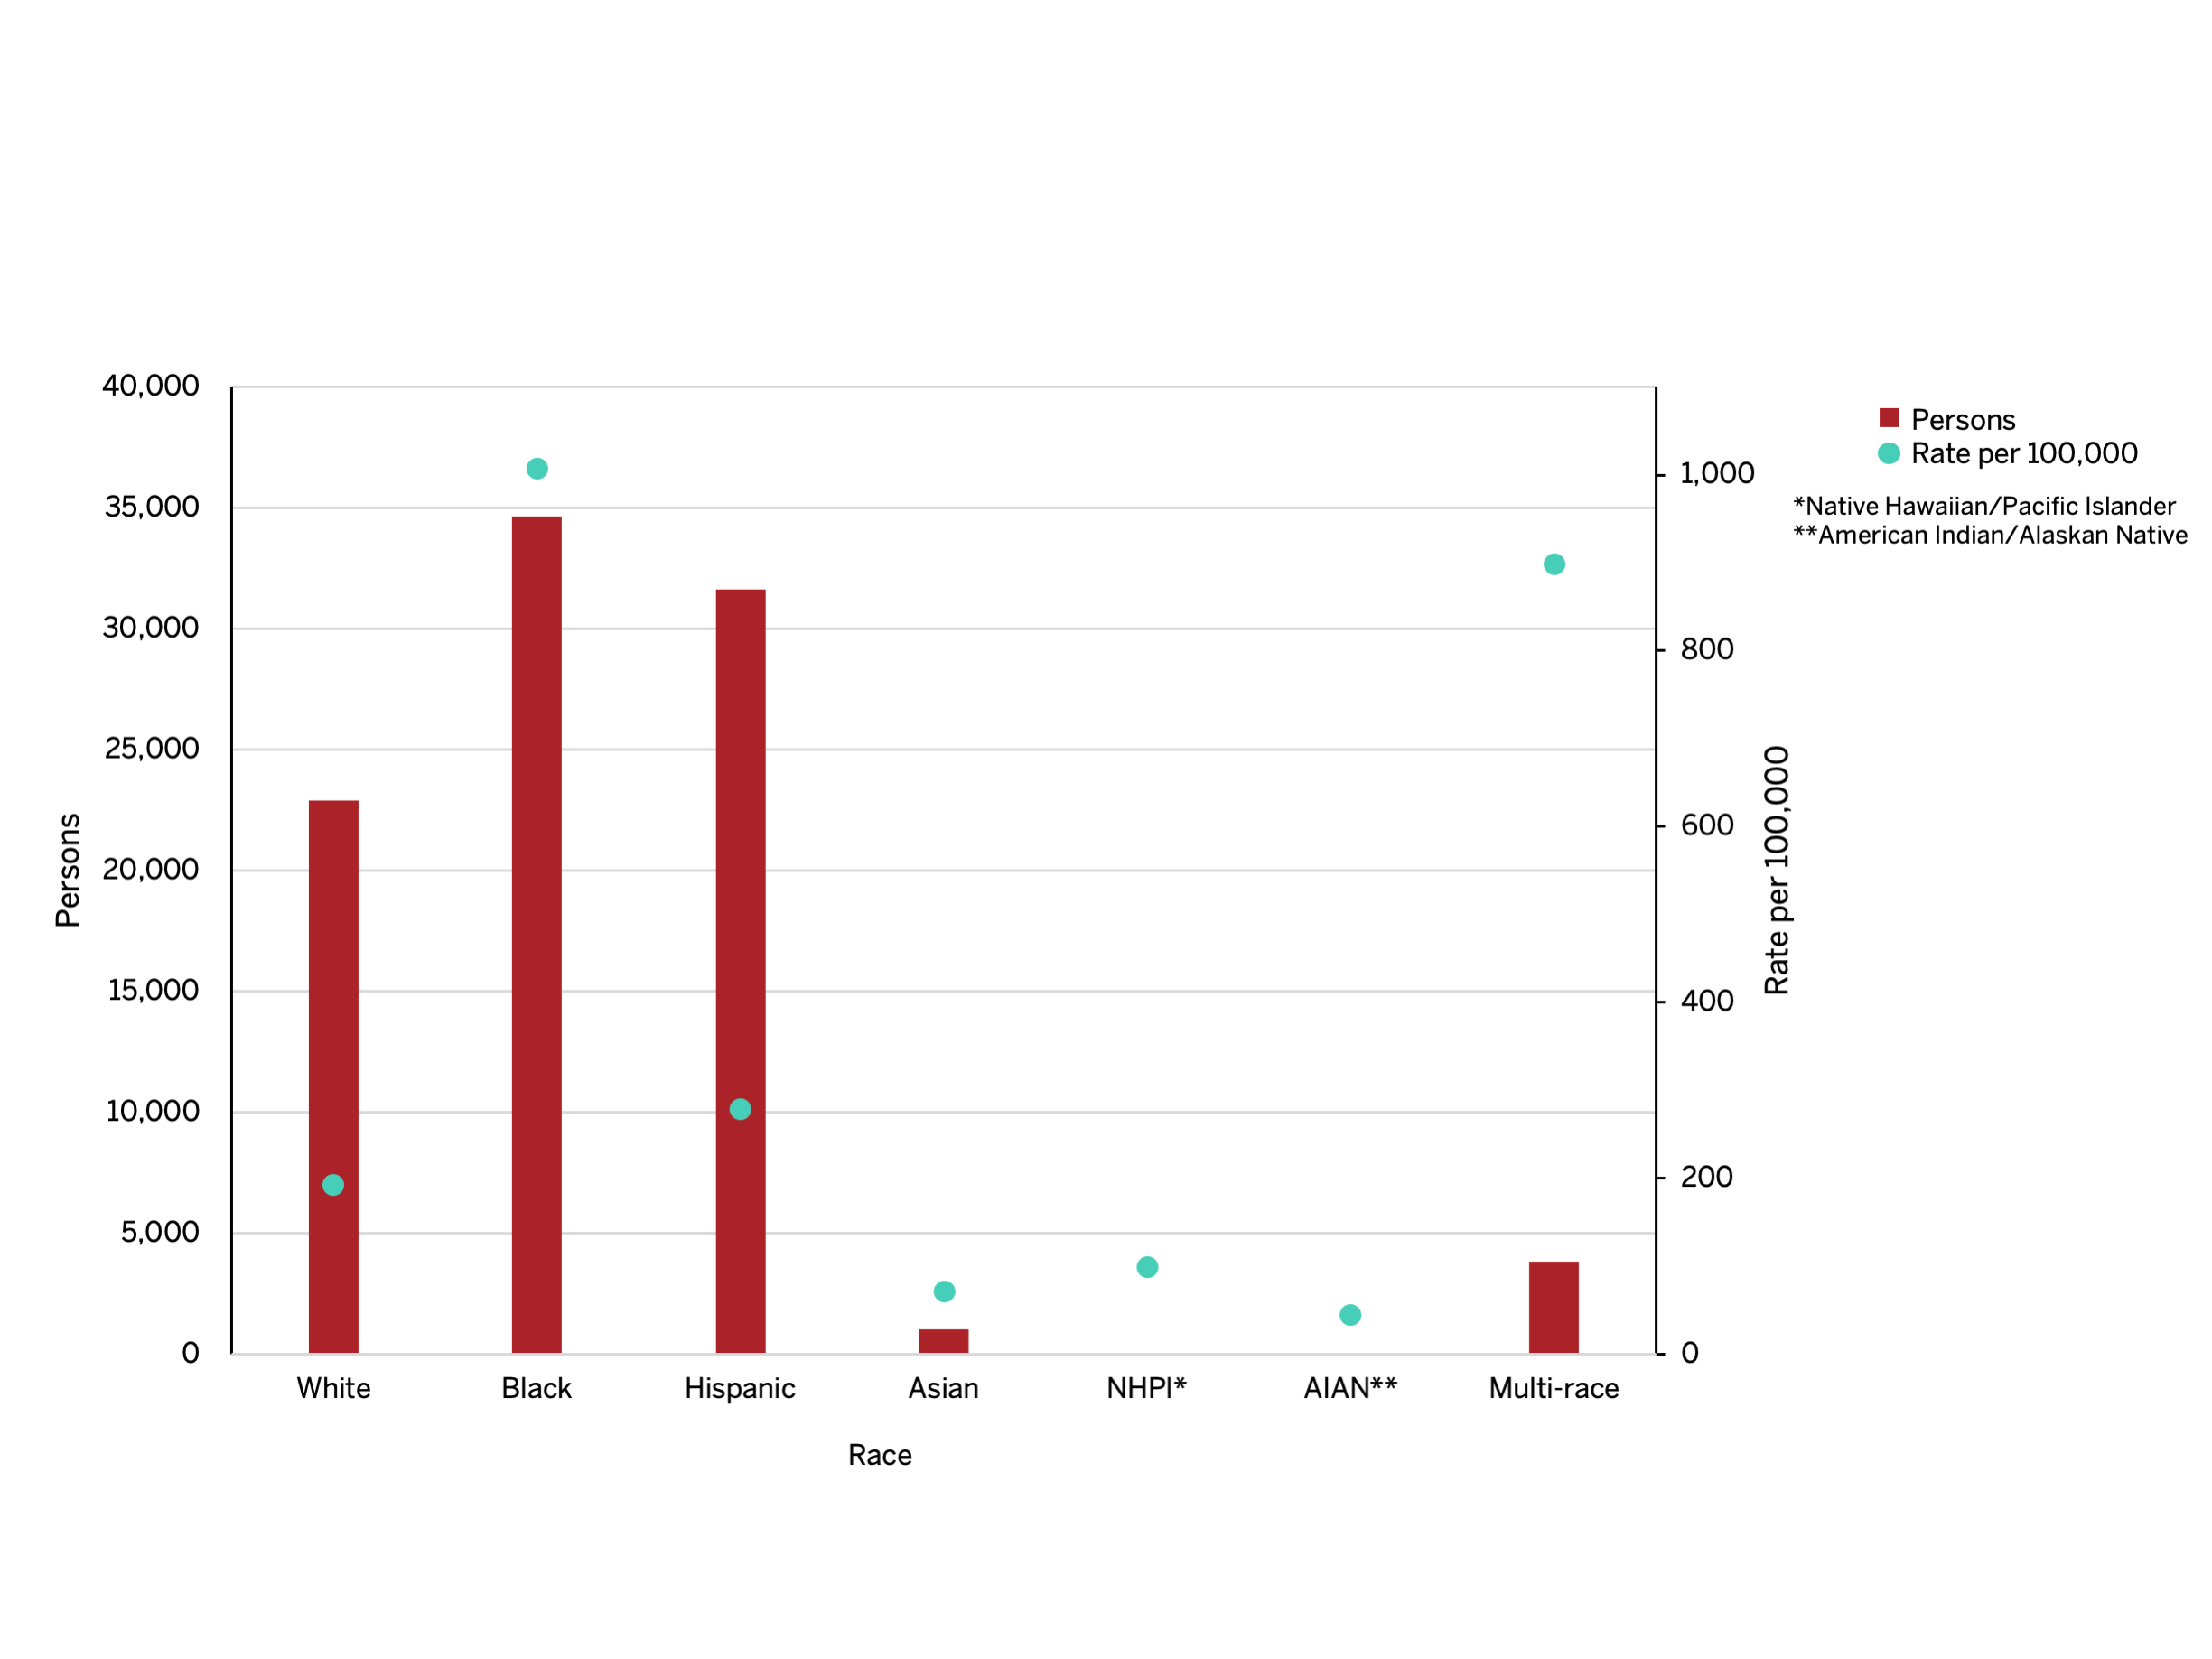 40,000
35,000
30,000
25,000
20,000
15,000
10,000
5,000
0
Persons
1,000
800
600
400
200
0
Rate per 100,000
Persons
Rate per 100,000
*Native Hawaiian/Pacific Islander
**American Indian/Alaskan Native
White Black Hispanic Asian NHPI* AIAN** Multi-race
Race